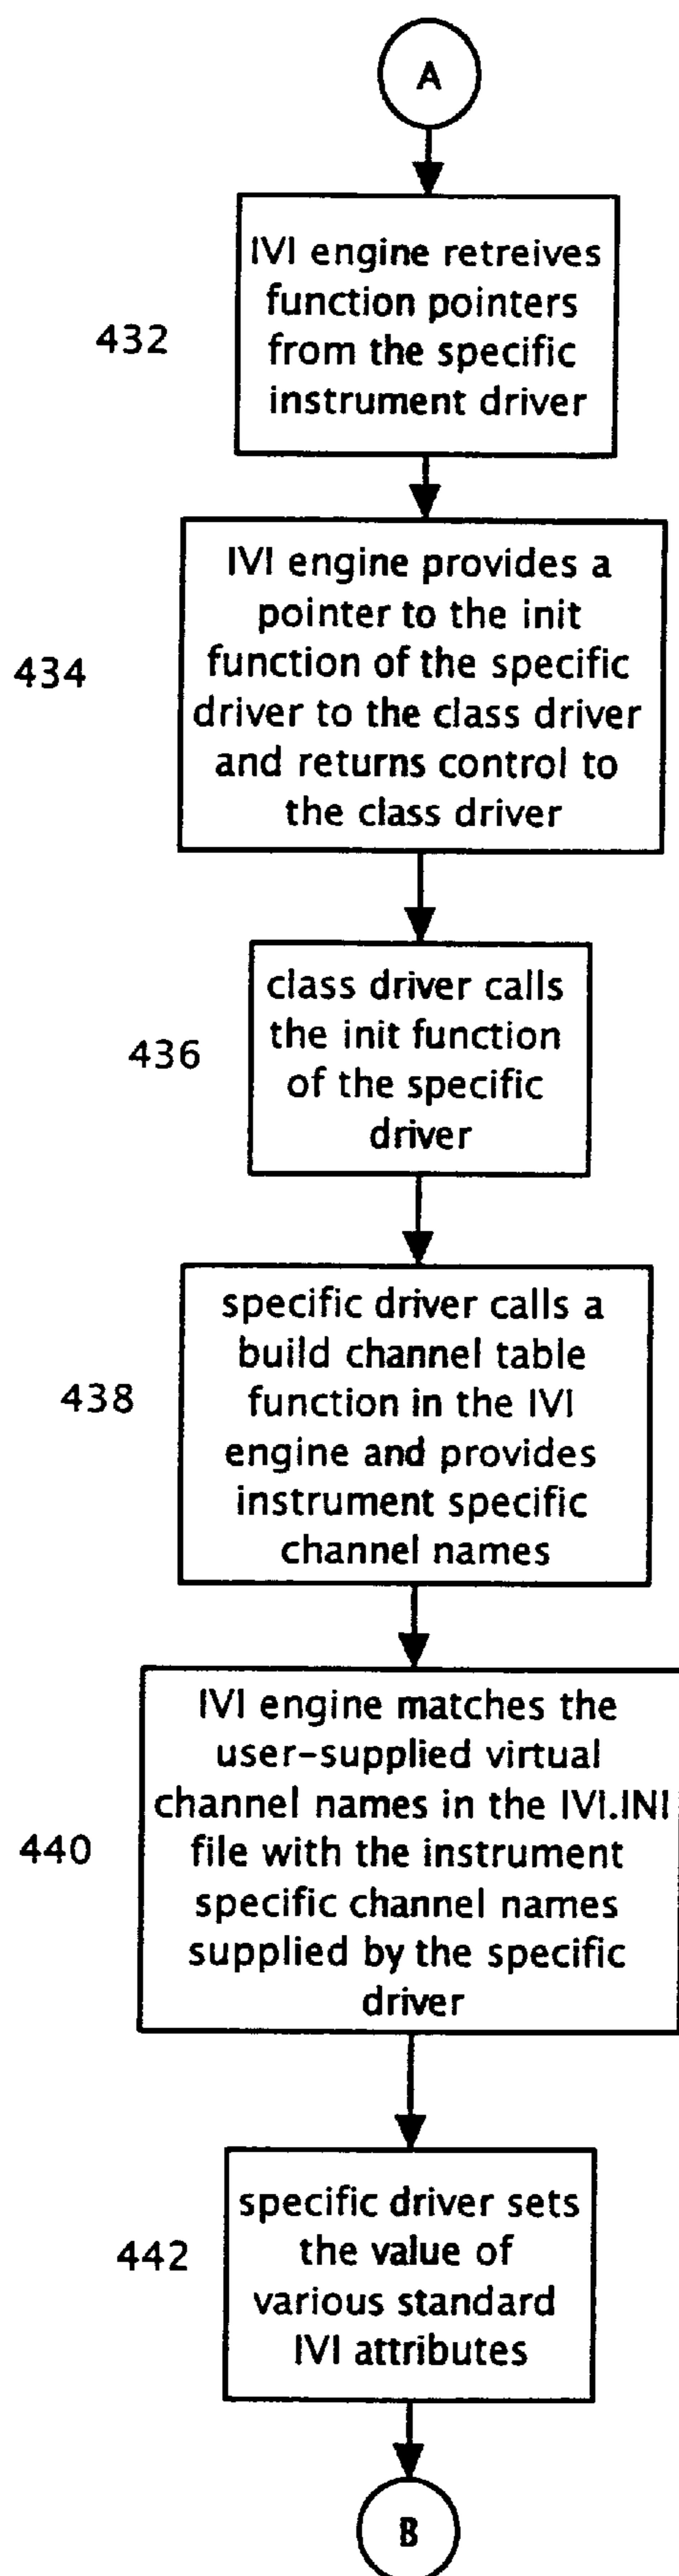 A
432
IVI engine retreives
function pointers
from the specific
instrument driver
434
IVI engine provides a
pointer to the init
function of the specific
driver to the class driver
and returns control to
the class driver
436
class driver calls
the init function
of the specific
driver
438
specific driver calls a
build channel table
function in the IVI
engine and provides
instrument specific
channel names
440
IVI engine matches the
user-supplied virtual
channel names in the IVI.INI
file with the instrument
specific channel names
supplied by the specific
driver
442
specific driver sets
the value of
various standard
IVI attributes
B